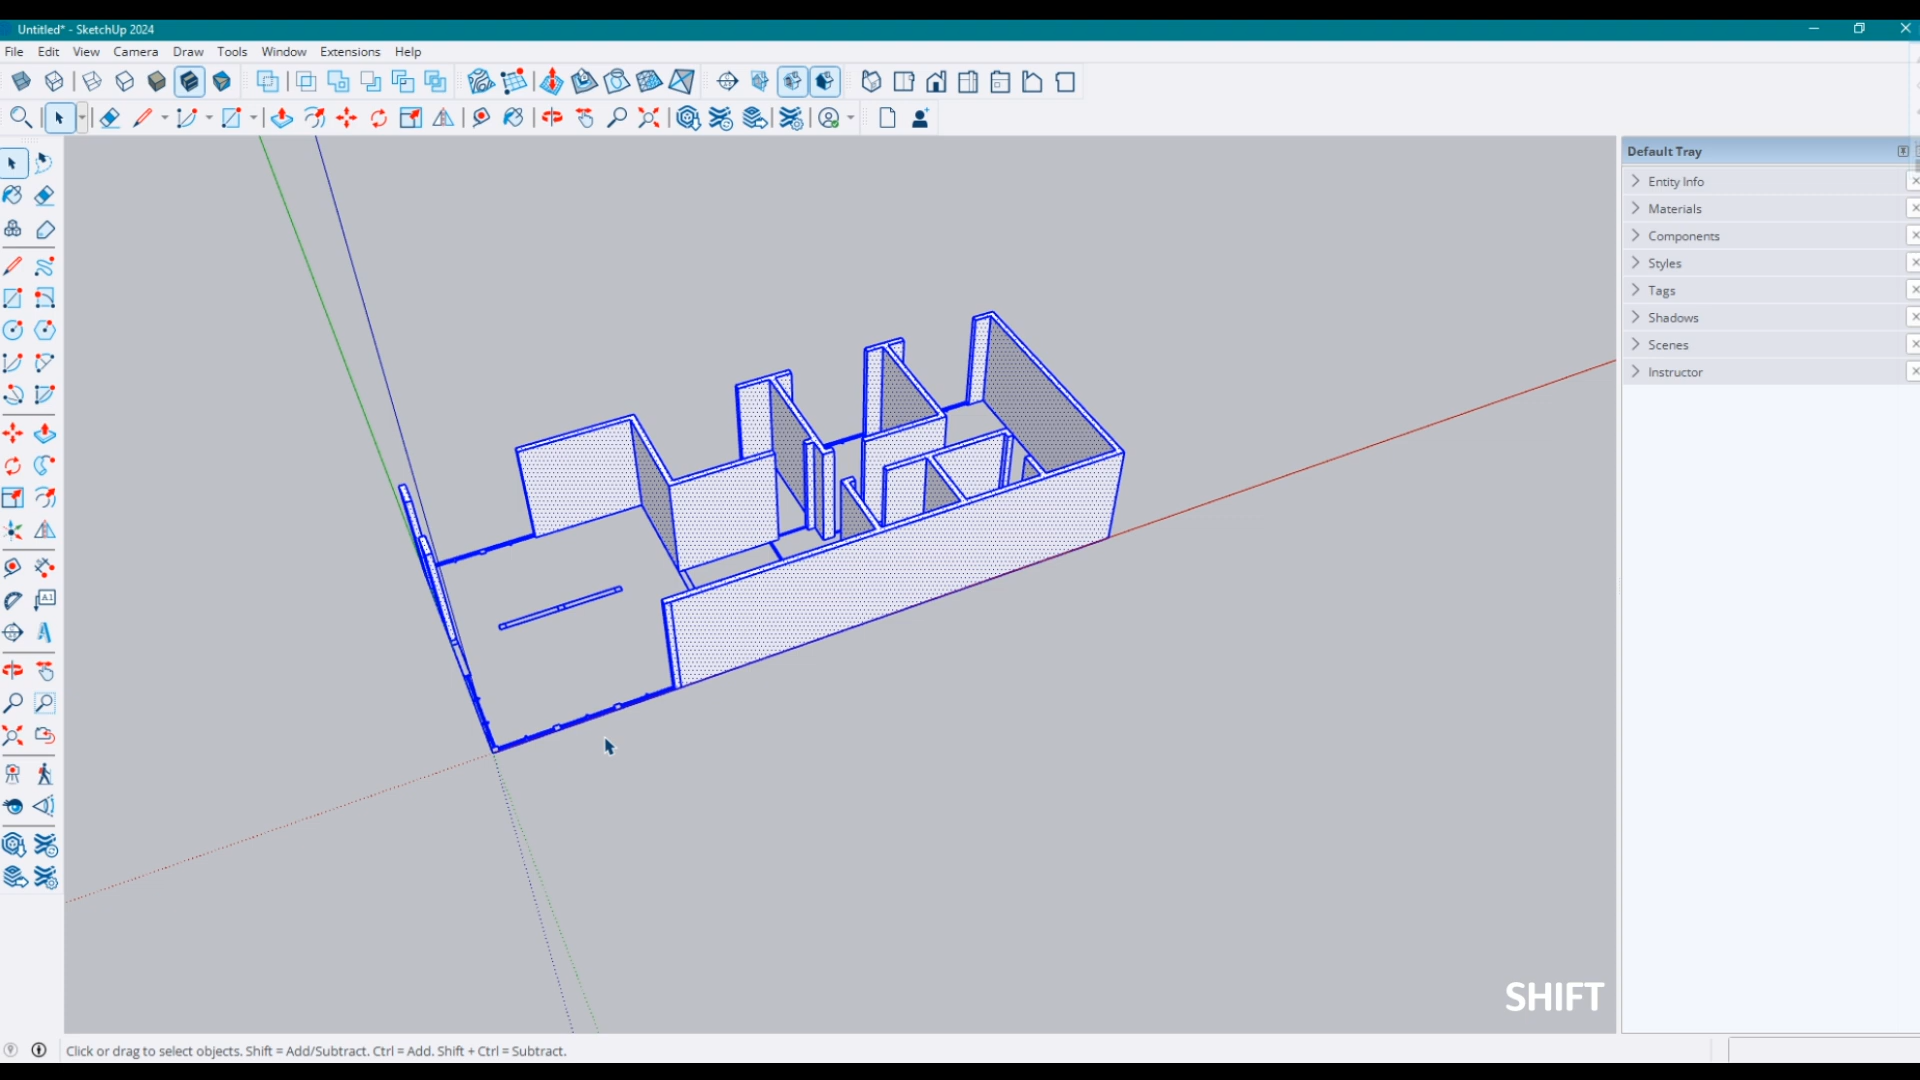 Untitled* - SketchUp 2024
File Edit View Camera Draw Tools Window Extensions Help
Default Tray
Entity Info
Materials
Components
Styles
Tags
Shadows
Scenes
Instructor
A1
SHIFT
Click or drag to select objects. Shift = Add/Subtract. Ctrl = Add. Shift + Ctrl = Subtract.